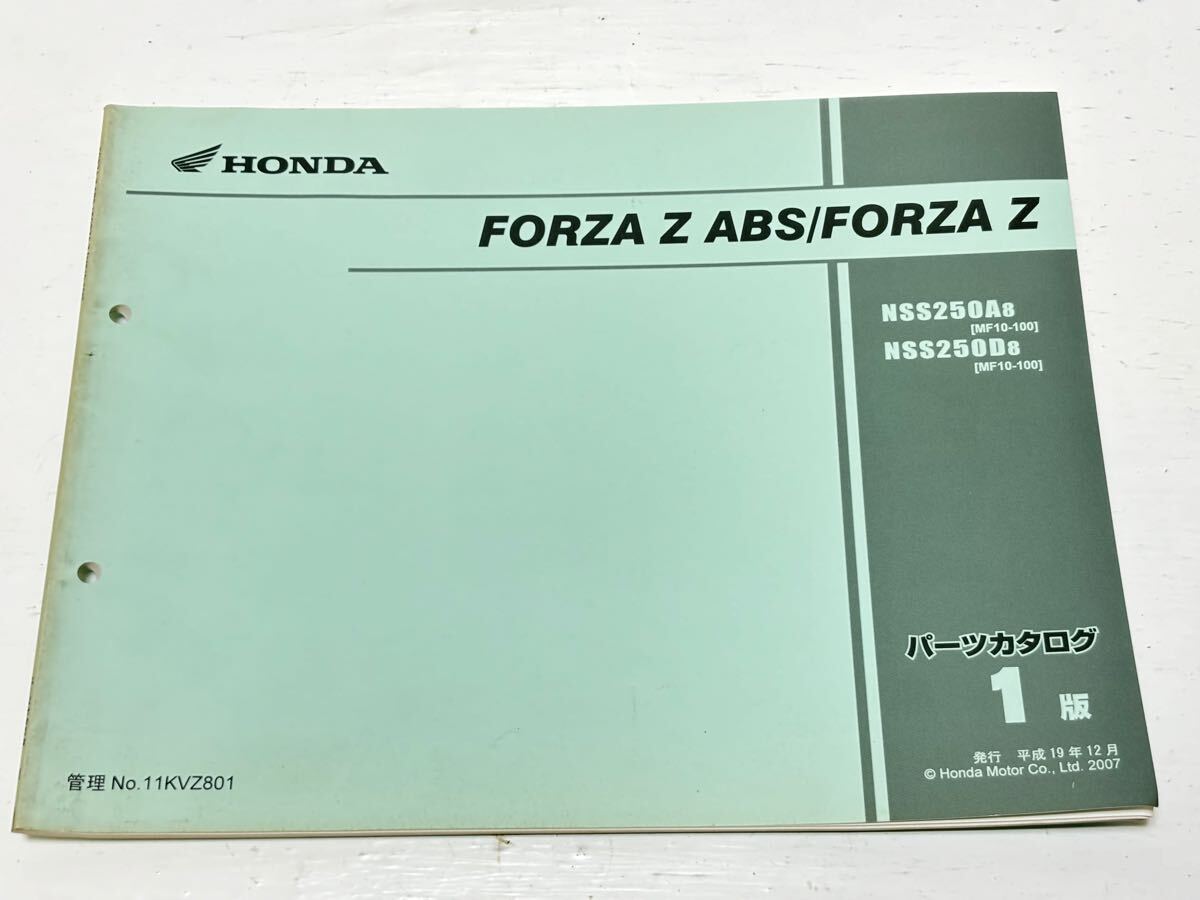 HONDA
FORZA Z ABS/FORZA Z
NSS250A8
[MF10-100]
NSS250D8
[MF10-100]
パーツカタログ
1 版
発行 平成 19 年 12 月
© Honda Motor Co., Ltd. 2007
管理 No.11KVZ801